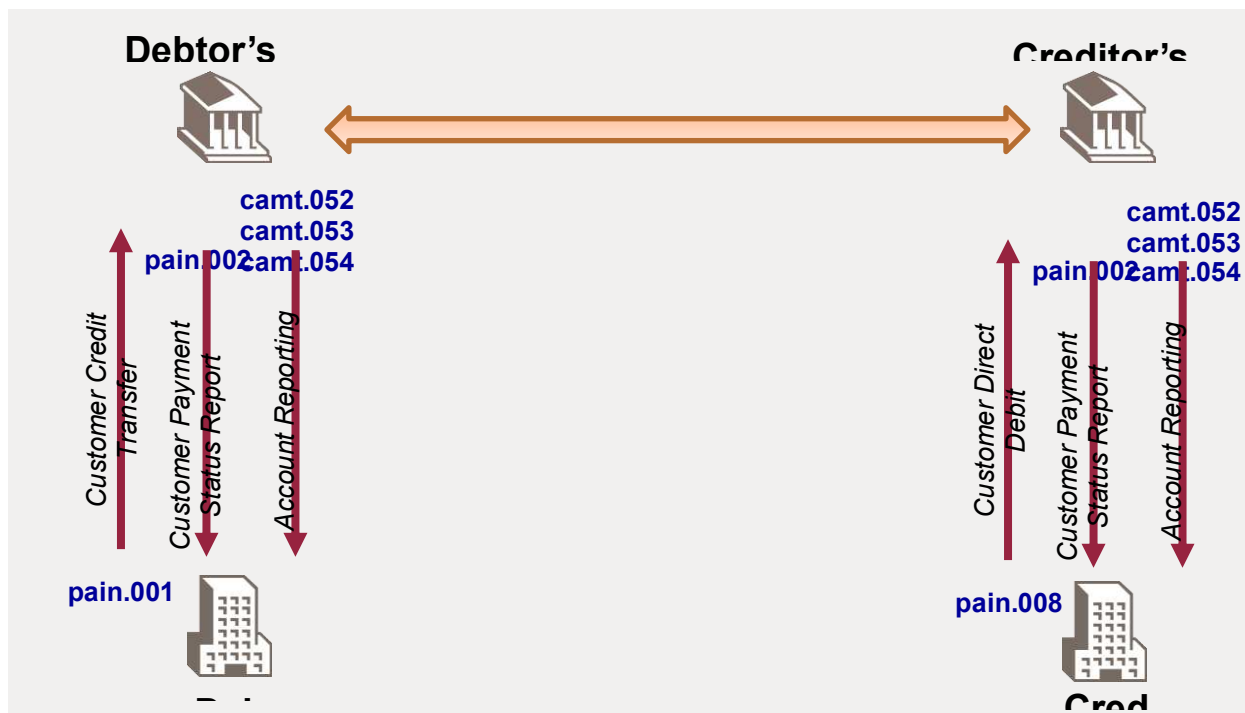 Debtor's
Creditor's
camt.052
camt.053
camt.054
pain.002
Customer Credit
Transfer
Customer Payment
Status Report
Account Reporting
pain.001
camt.052
camt.053
camt.054
pain.002
Customer Direct
Debit
Customer Payment
Status Report
Account Reporting
pain.008
Cred